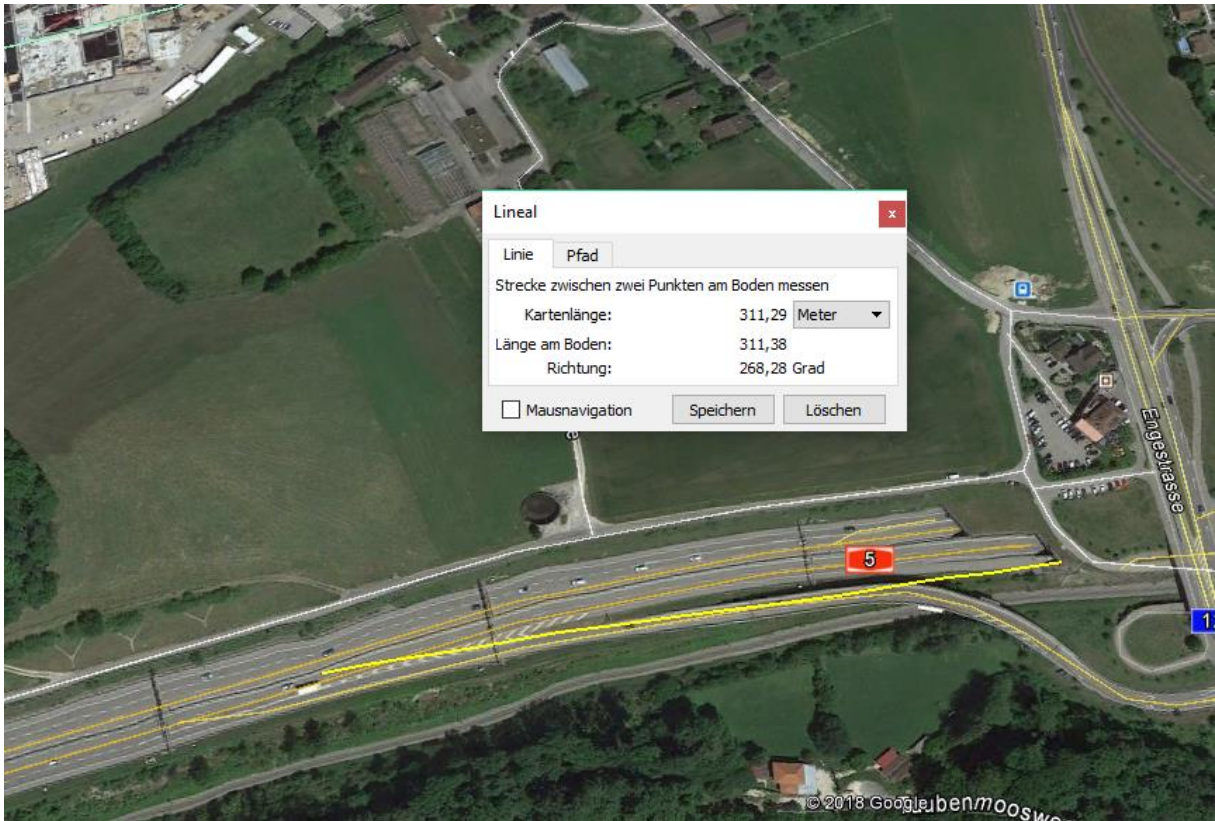 Lineal
x
Linie Pfad
Strecke zwischen zwei Punkten am Boden messen
Kartenlänge: 311,29 Meter
Länge am Boden: 311,38
Richtung: 268,28 Grad
Mausnavigation Speichern Löschen
e
Engestrasse
5
1
© 2018 Google